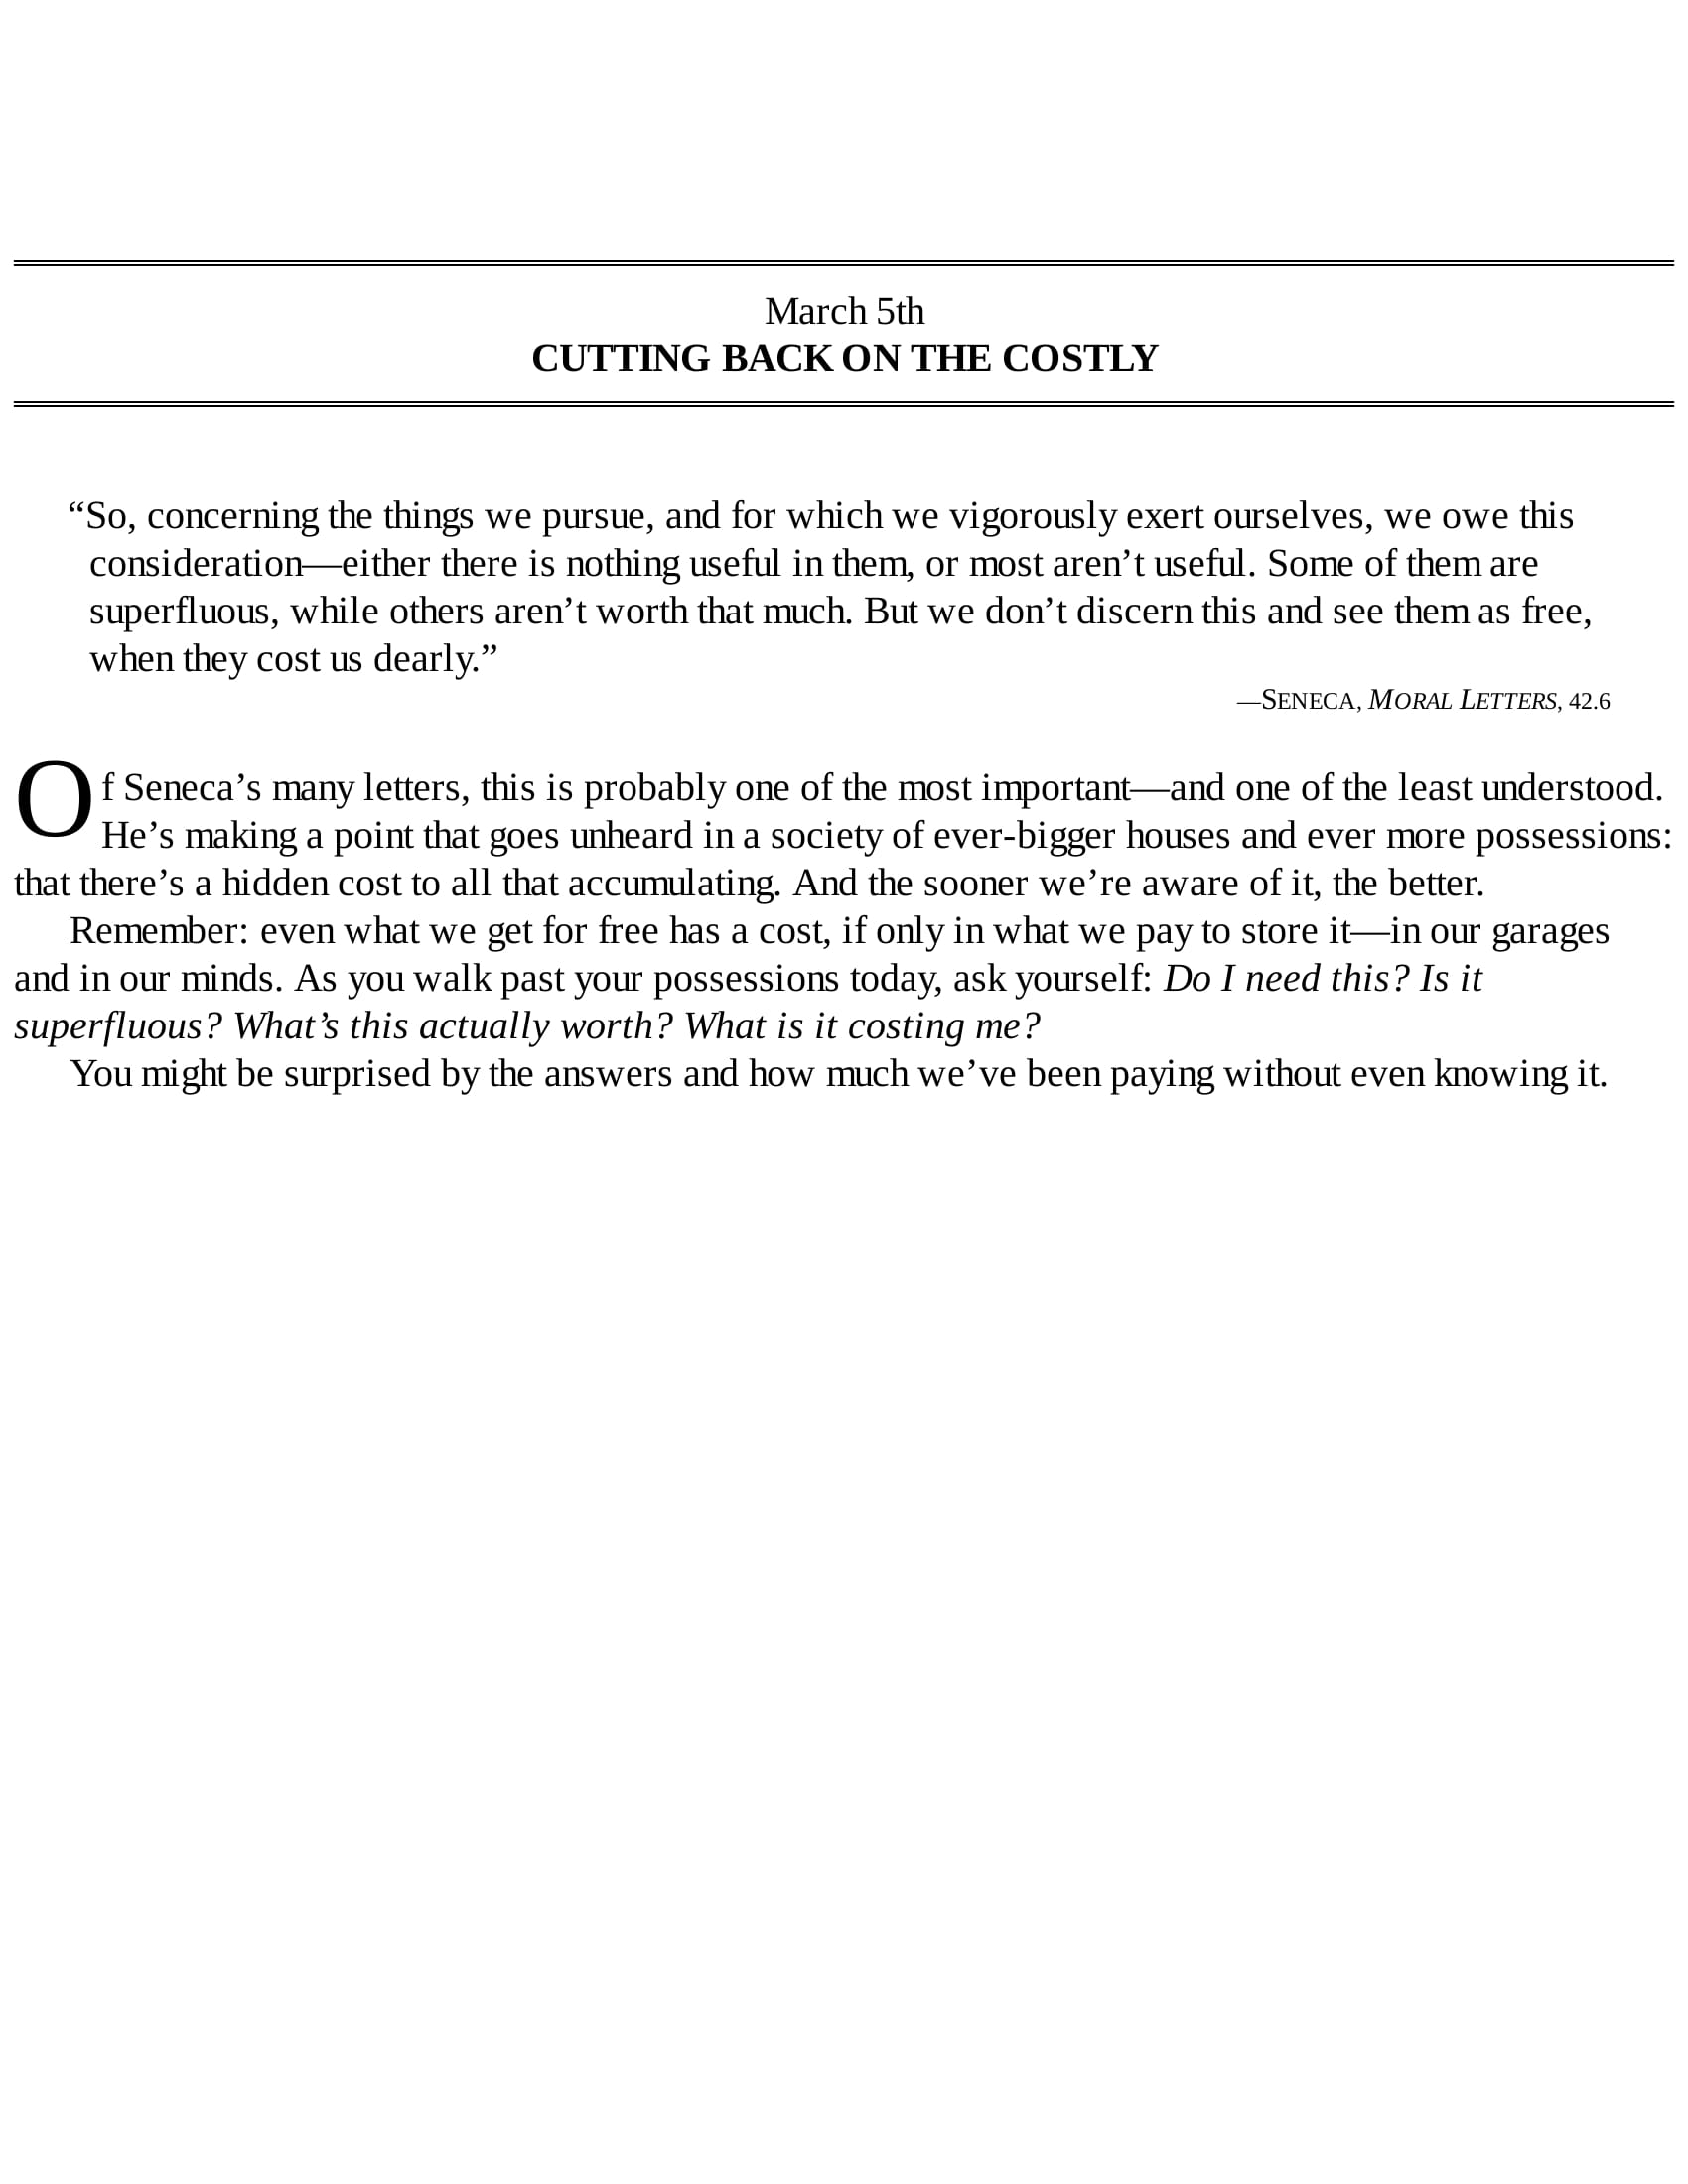 March 5th
CUTTING BACK ON THE COSTLY
“So, concerning the things we pursue, and for which we vigorously exert ourselves, we owe this
consideration—either there is nothing useful in them, or most aren’t useful. Some of them are
superfluous, while others aren’t worth that much. But we don’t discern this and see them as free,
when they cost us dearly.”
—SENECA, MORAL LETTERS, 42.6
Of Seneca’s many letters, this is probably one of the most important—and one of the least understood.
He’s making a point that goes unheard in a society of ever-bigger houses and ever more possessions:
that there’s a hidden cost to all that accumulating. And the sooner we’re aware of it, the better.
Remember: even what we get for free has a cost, if only in what we pay to store it—in our garages
and in our minds. As you walk past your possessions today, ask yourself: Do I need this? Is it
superfluous? What’s this actually worth? What is it costing me?
You might be surprised by the answers and how much we’ve been paying without even knowing it.